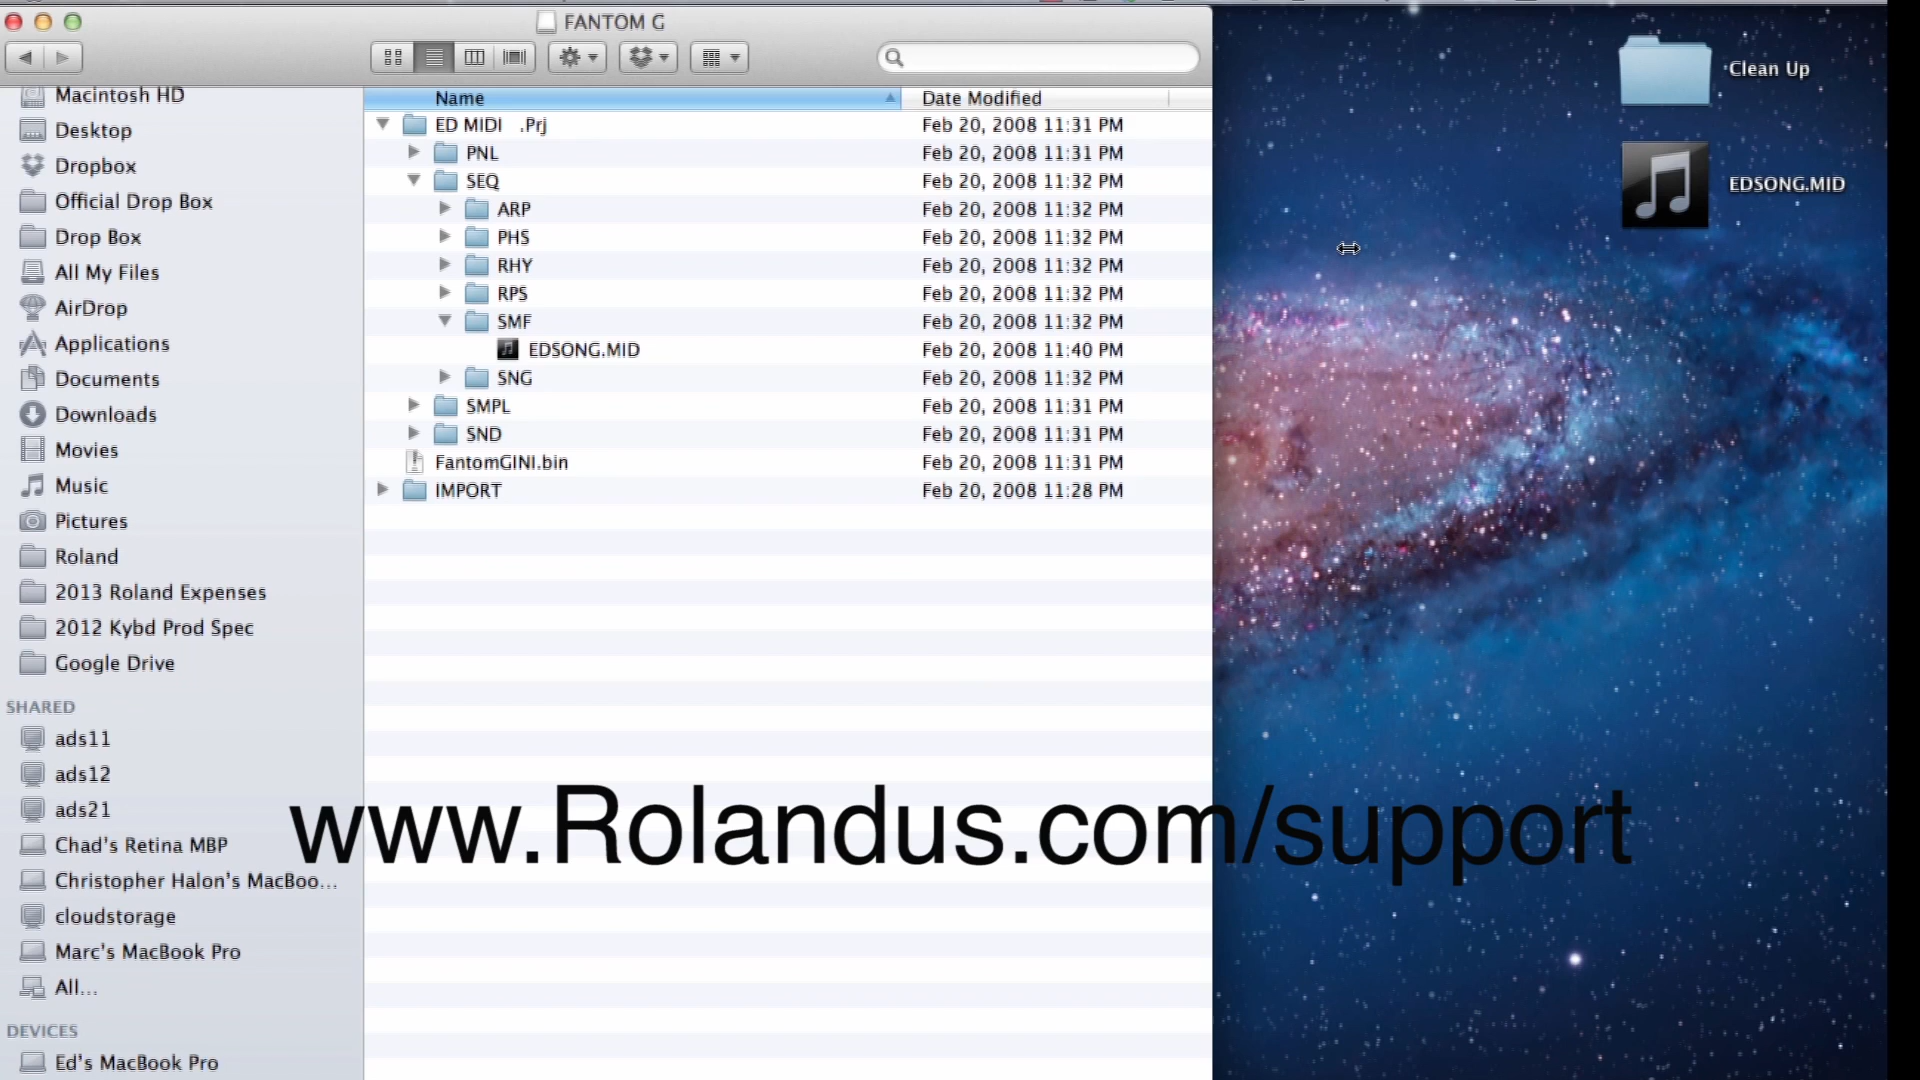 FANTOM G
Name
Date Modified
Macintosh HD
Desktop
Dropbox
Official Drop Box
Drop Box
All My Files
AirDrop
Applications
Documents
Downloads
Movies
Music
Pictures
Roland
2013 Roland Expenses
2012 Kybd Prod Spec
Google Drive
SHARED
ads11
ads12
ads21
Chad's Retina MBP
Christopher Halon's MacBoo...
cloudstorage
Marc's MacBook Pro
All...
DEVICES
Ed's MacBook Pro
ED MIDI .Prj Feb 20, 2008 11:31 PM
PNL Feb 20, 2008 11:31 PM
SEQ Feb 20, 2008 11:32 PM
ARP Feb 20, 2008 11:32 PM
PHS Feb 20, 2008 11:32 PM
RHY Feb 20, 2008 11:32 PM
RPS Feb 20, 2008 11:32 PM
SMF Feb 20, 2008 11:32 PM
EDSONG.MID Feb 20, 2008 11:40 PM
SNG Feb 20, 2008 11:32 PM
SMPL Feb 20, 2008 11:31 PM
SND Feb 20, 2008 11:31 PM
FantomGINI.bin Feb 20, 2008 11:31 PM
IMPORT Feb 20, 2008 11:28 PM
Clean Up
EDSONG.MID
www.Rolandus.com/support